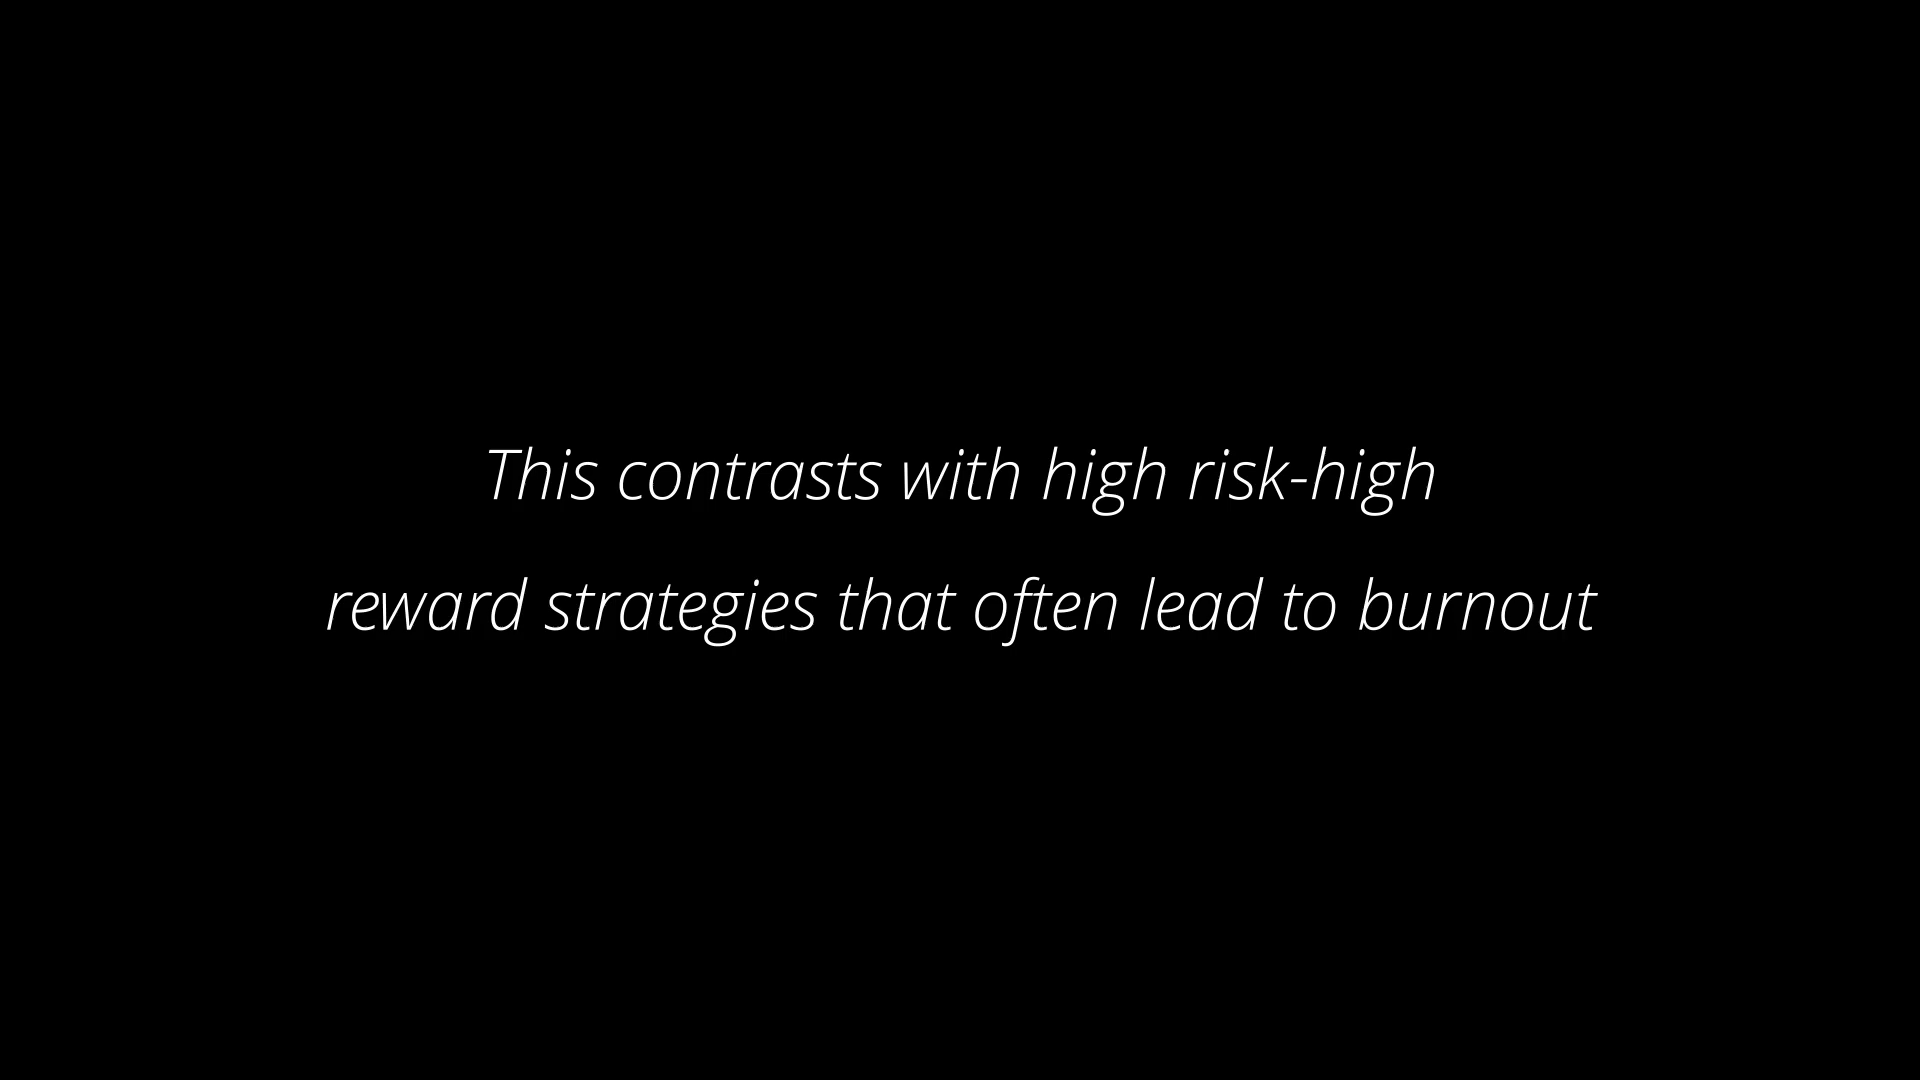 This contrasts with high risk-high
reward strategies that often lead to burnout